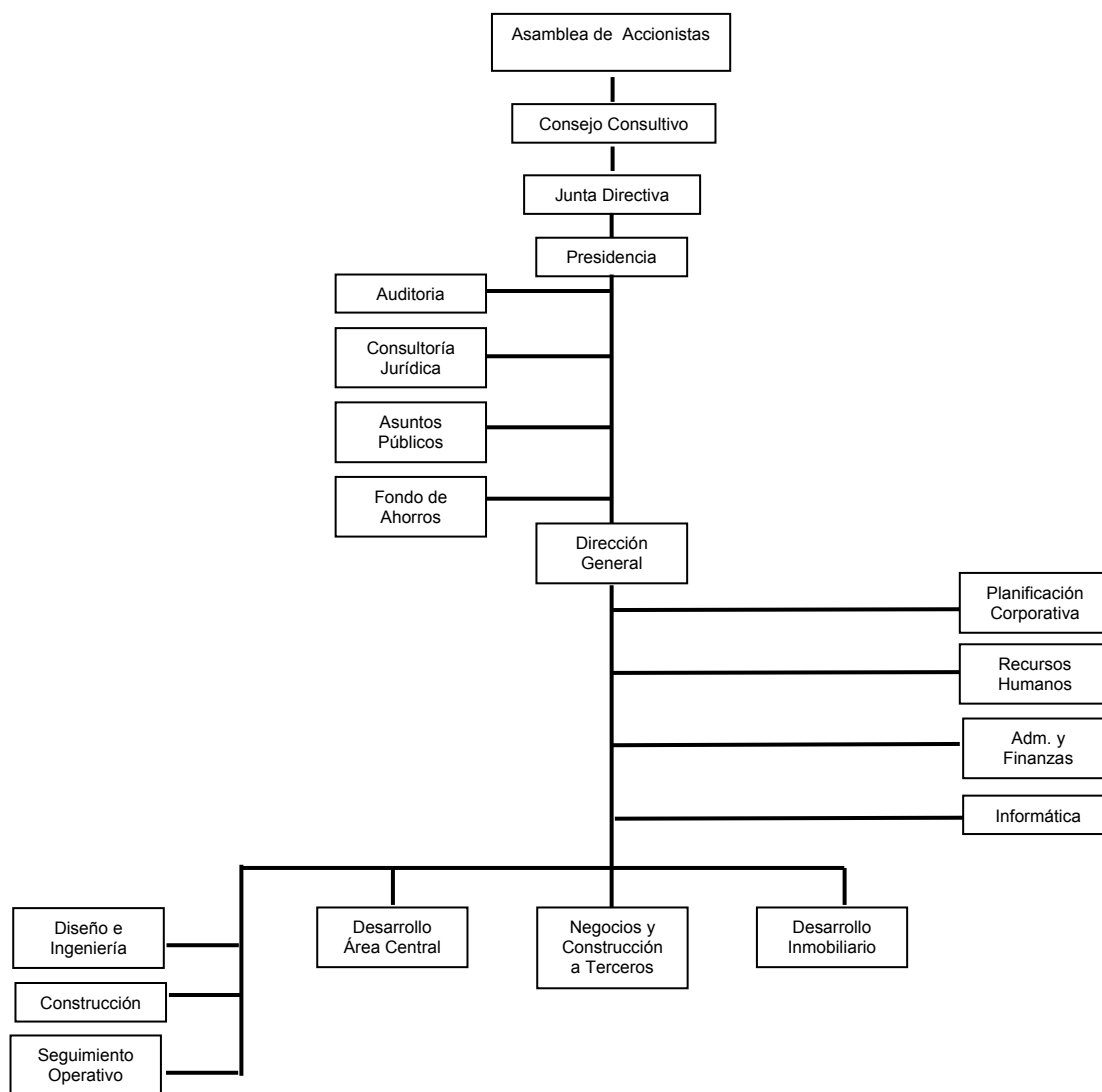 Asamblea de Accionistas
Consejo Consultivo
Junta Directiva
Presidencia
Auditoria
Consultoría
Jurídica
Asuntos
Públicos
Fondo de
Ahorros
Dirección
General
Planificación
Corporativa
Recursos
Humanos
Adm. y
Finanzas
Informática
Diseño e
Ingeniería
Construcción
Seguimiento
Operativo
Desarrollo
Área Central
Negocios y
Construcción
a Terceros
Desarrollo
Inmobiliario